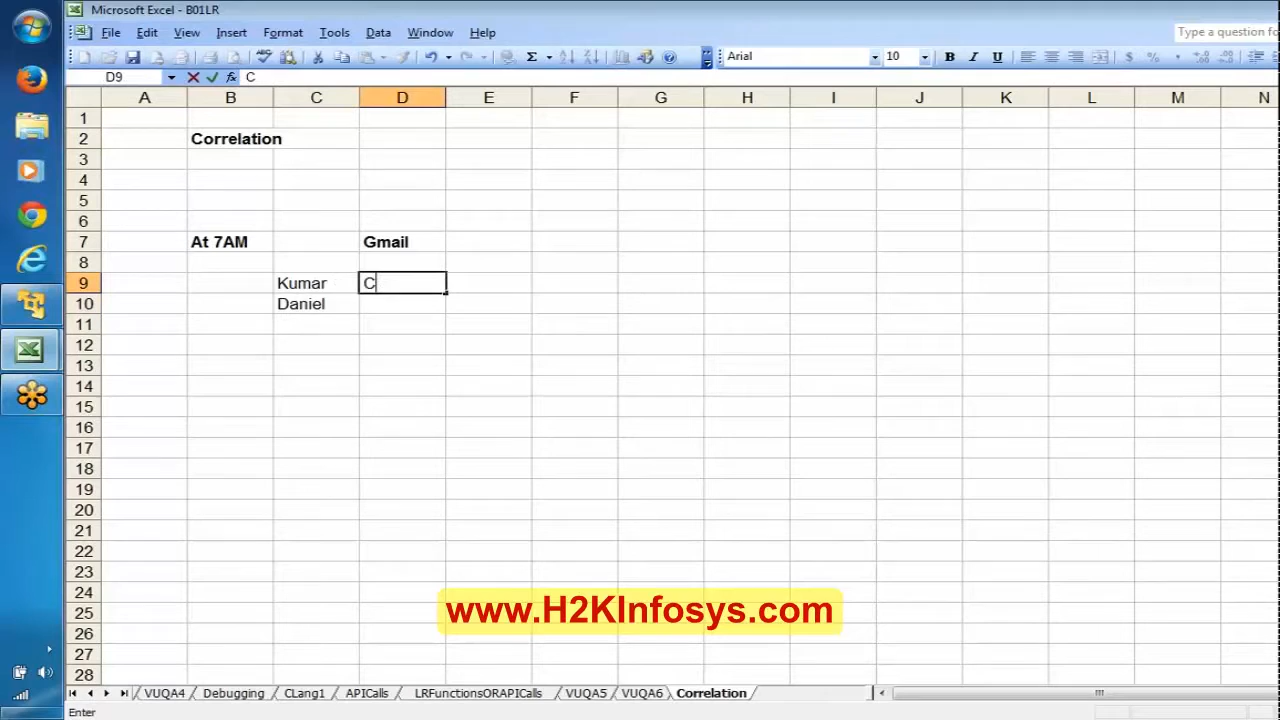 Microsoft Excel - B01LR
File Edit View Insert Format Tools Data Window Help
Type a question fo
Arial 10 B I U $ %
D9 fx C
A B C D E F G H I J K L M N
1
2 Correlation
3
4
5
6
7 At 7AM Gmail
8
9 Kumar C
10 Daniel
11
12
13
14
15
16
17
18
19
20
21
22
23
24
www.H2KInfosys.com
25
26
27
28
VUQA4 Debugging CLang1 APICalls LRFunctionsORAPICalls VUQA5 VUQA6 Correlation
Enter